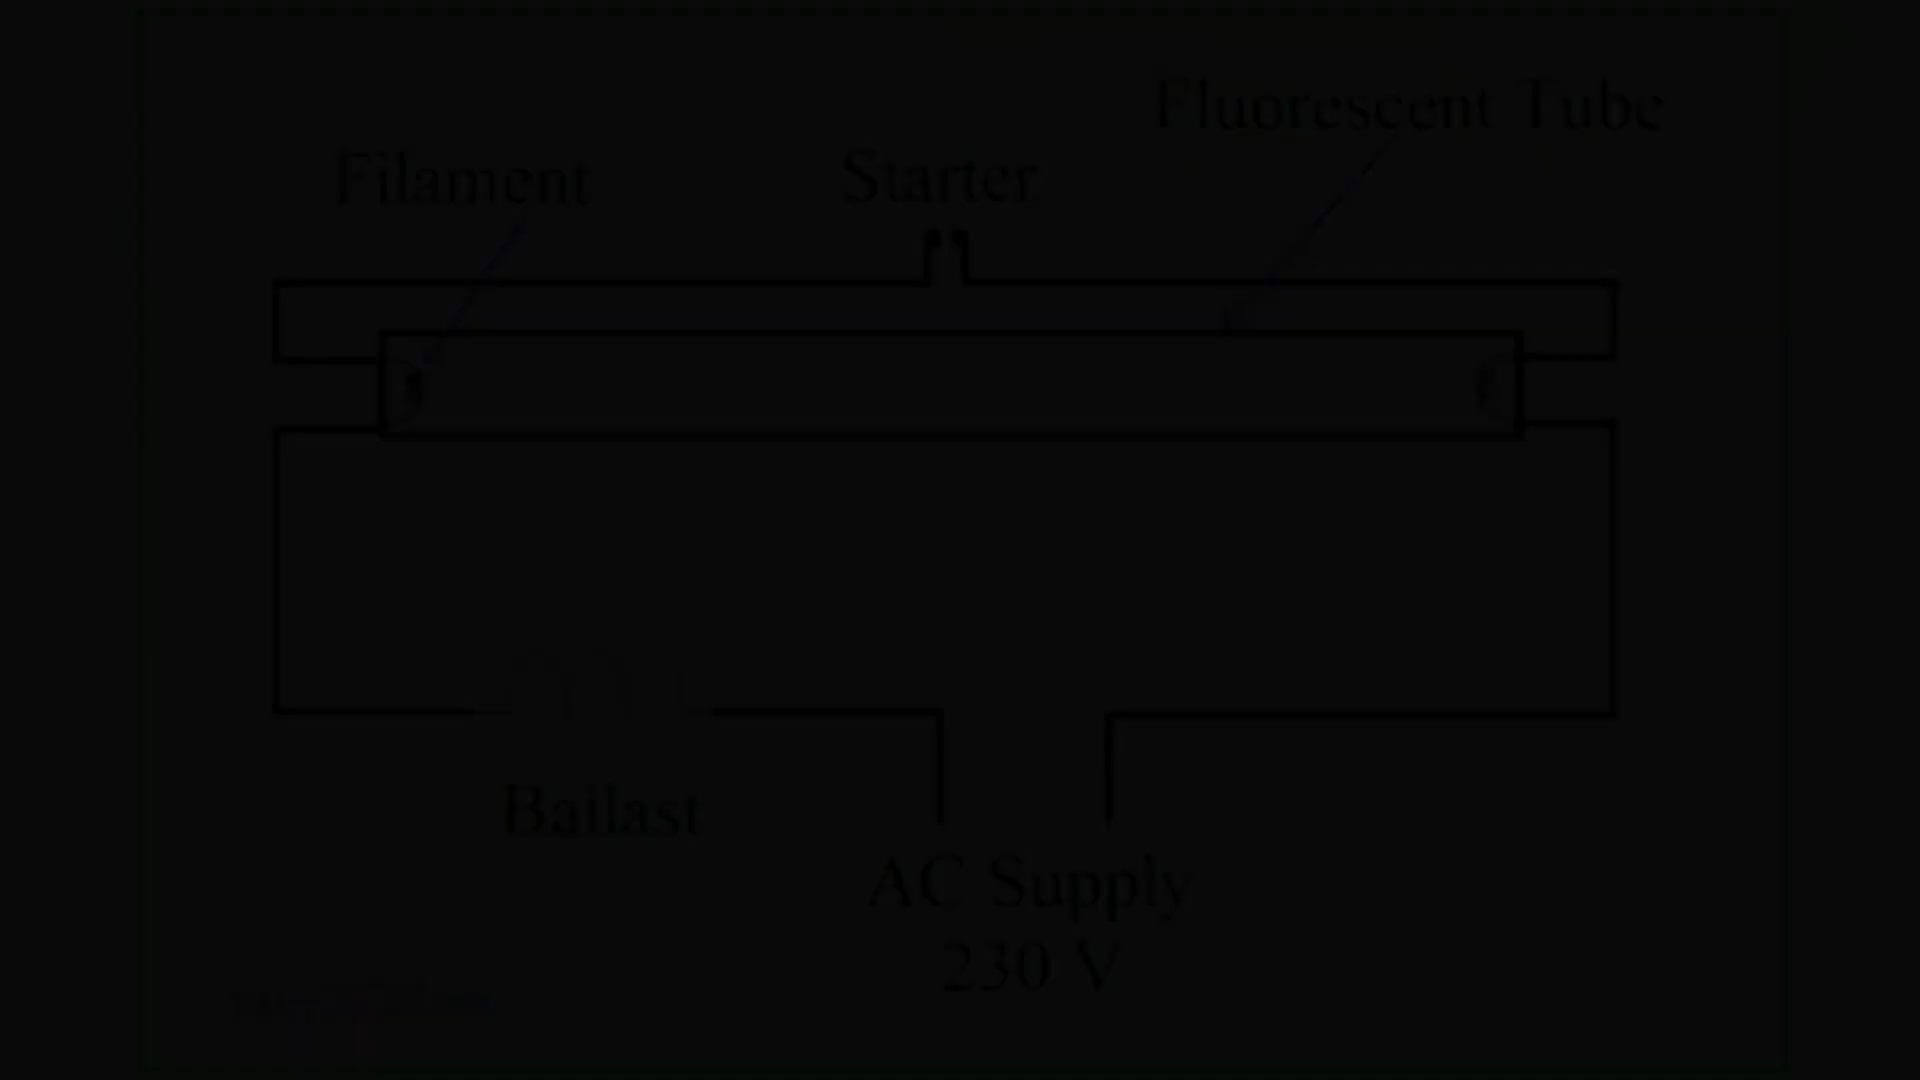 Fluorescent Tube
Filament
Starter
Ballast
AC Supply
230 V